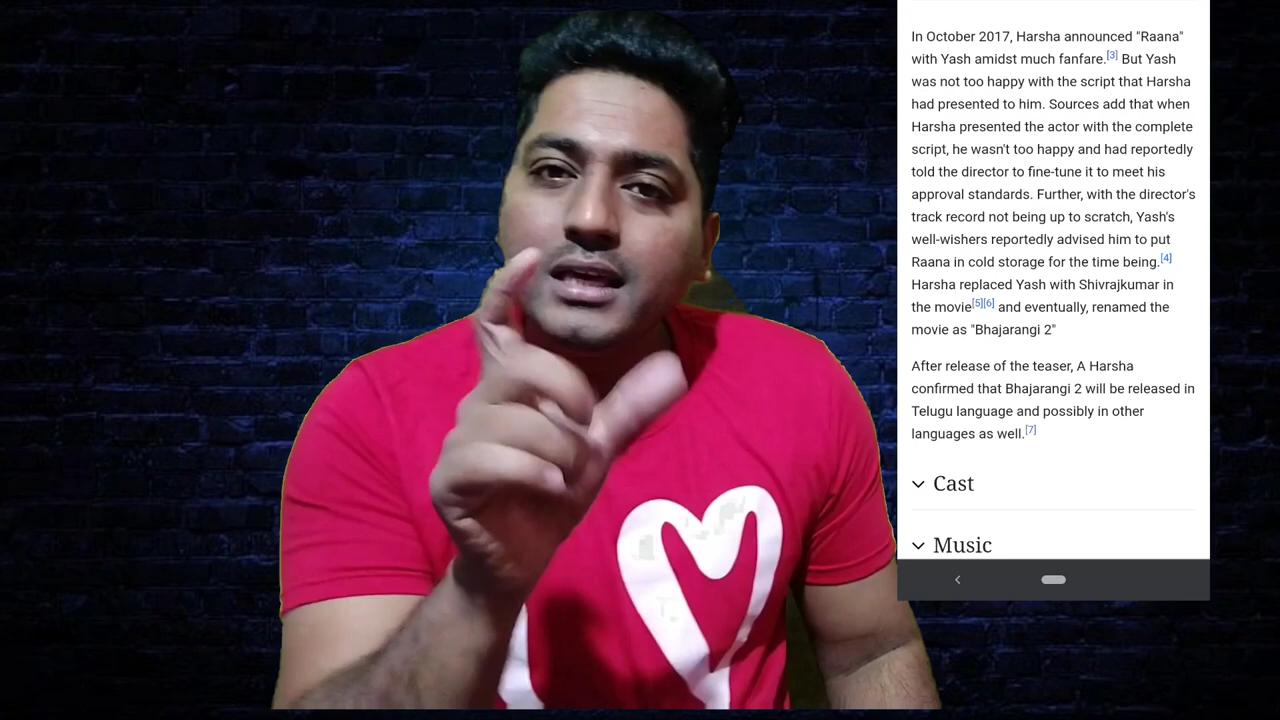 In October 2017, Harsha announced "Raana"
with Yash amidst much fanfare.[3] But Yash
was not too happy with the script that Harsha
had presented to him. Sources add that when
Harsha presented the actor with the complete
script, he wasn't too happy and had reportedly
told the director to fine-tune it to meet his
approval standards. Further, with the director's
track record not being up to scratch, Yash's
well-wishers reportedly advised him to put
Raana in cold storage for the time being.[4]
Harsha replaced Yash with Shivrajkumar in
the movie[5][6] and eventually, renamed the
movie as "Bhajarangi 2"
After release of the teaser, A Harsha
confirmed that Bhajarangi 2 will be released in
Telugu language and possibly in other
languages as well.[7]
Cast
Music